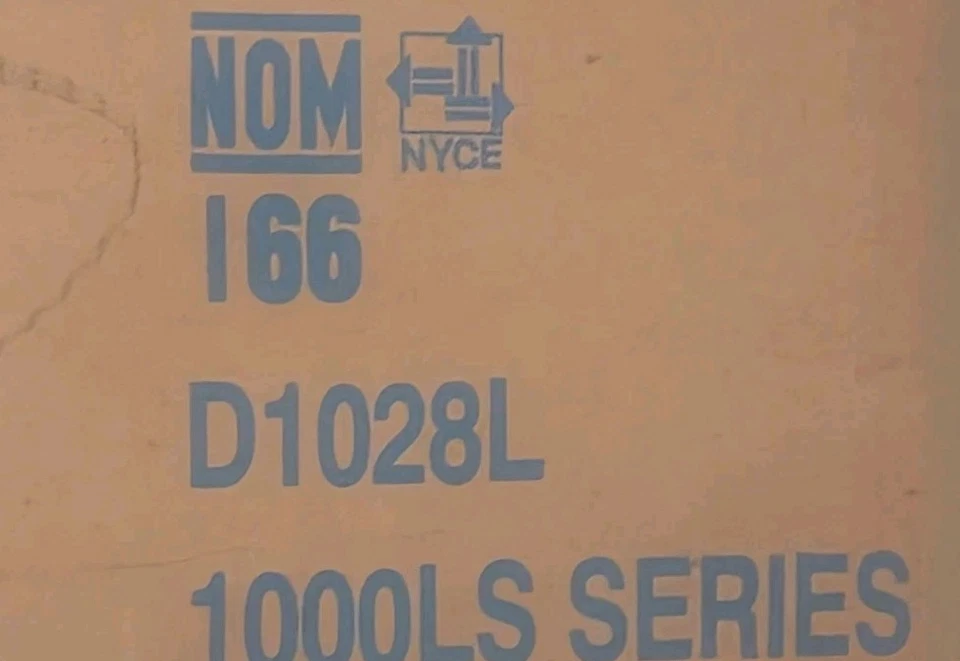 NOM
NYCE
166
D1028L
1000LS SERIES